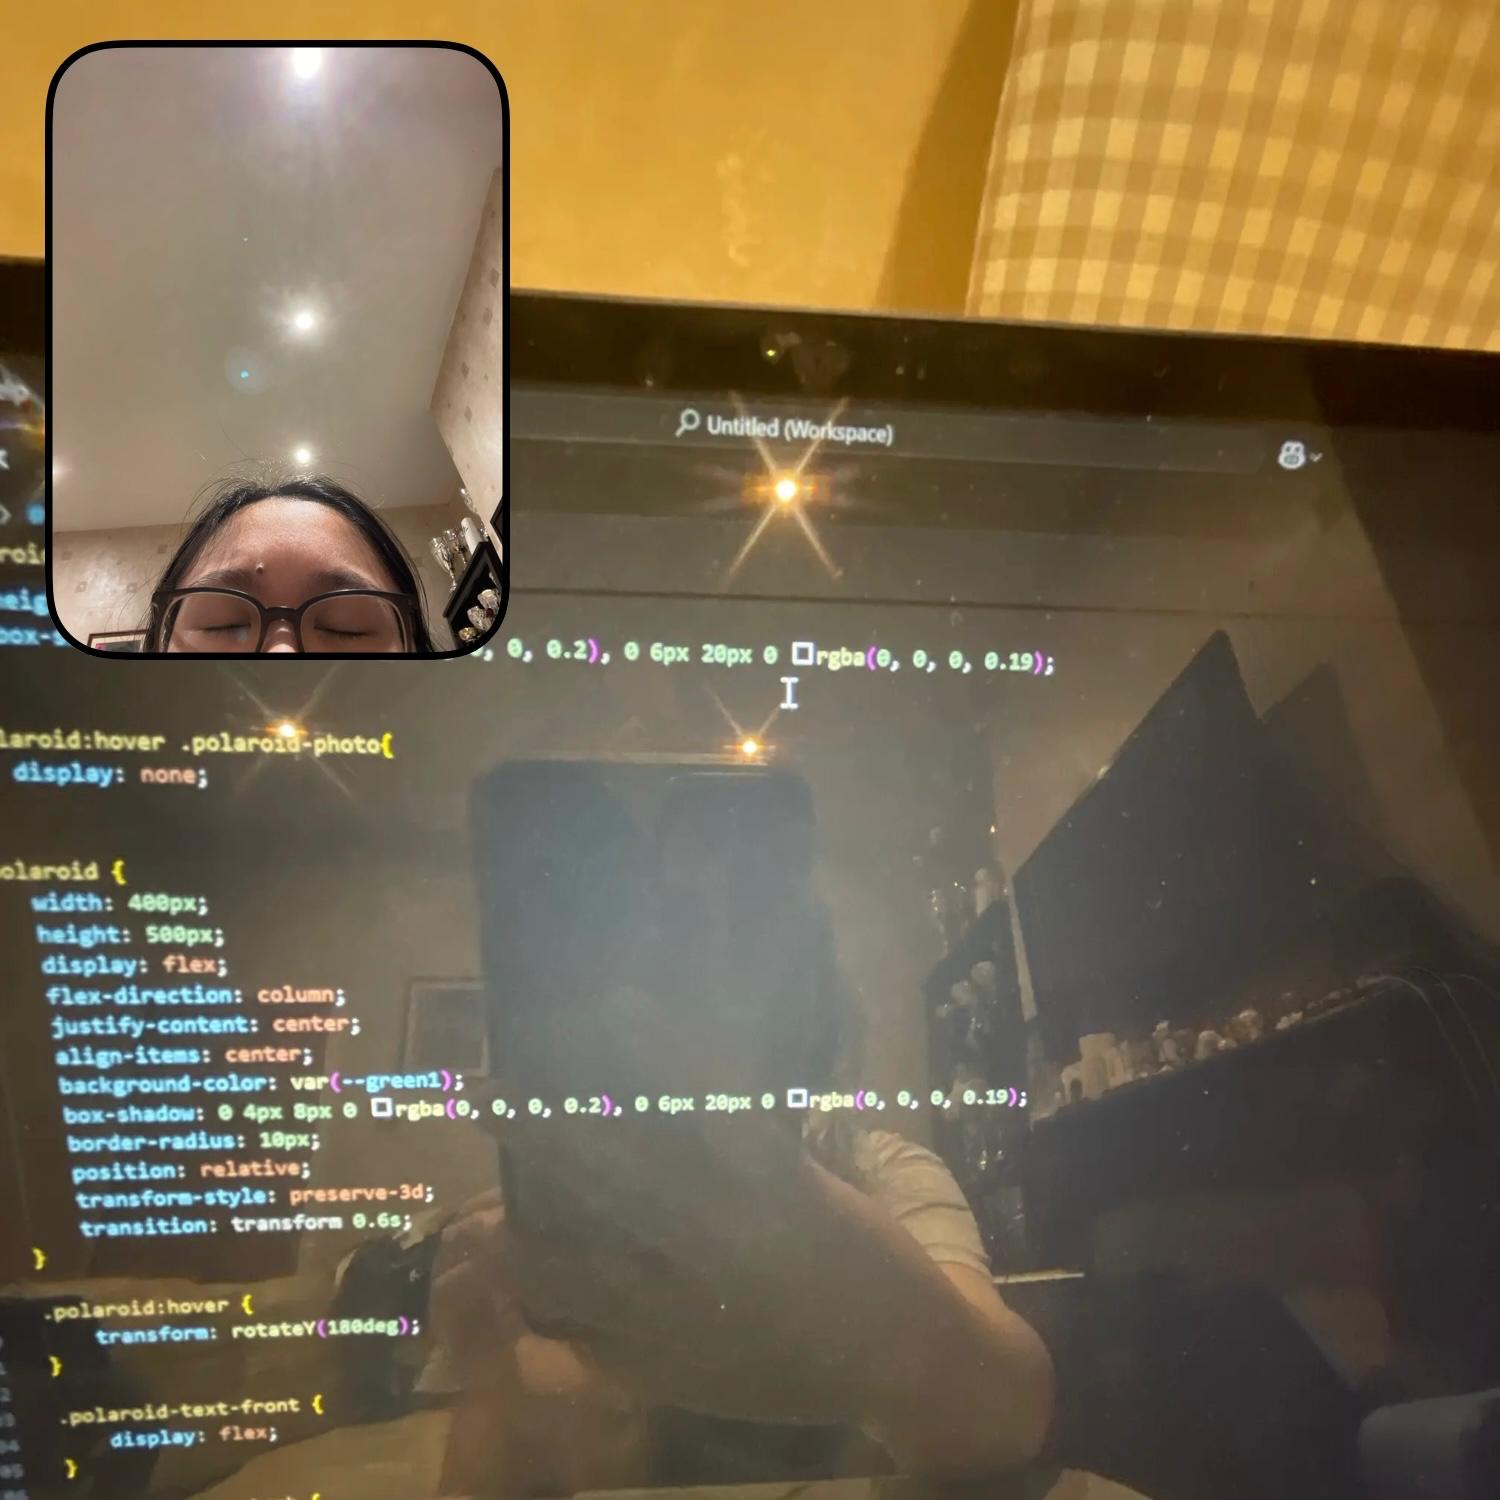 Untitled (Workspace)
0, 0.2), 0 6px 20px 0 rgba(0, 0, 0, 0.19);
laroid:hover .polaroid-photo{
display: none;
olaroid {
width: 400px;
height: 500px;
display: flex;
flex-direction: column;
justify-content: center;
align-items: center;
background-color: var(--green1);
box-shadow: 0 4px 8px 0 rgba(0, 0, 0, 0.2), 0 6px 20px 0 rgba(0, 0, 0, 0.19);
border-radius: 10px;
position: relative;
transform-style: preserve-3d;
transition: transform 0.6s;
}
.polaroid:hover {
transform: rotateY(180deg);
}
.polaroid-text-front {
display: flex;
}